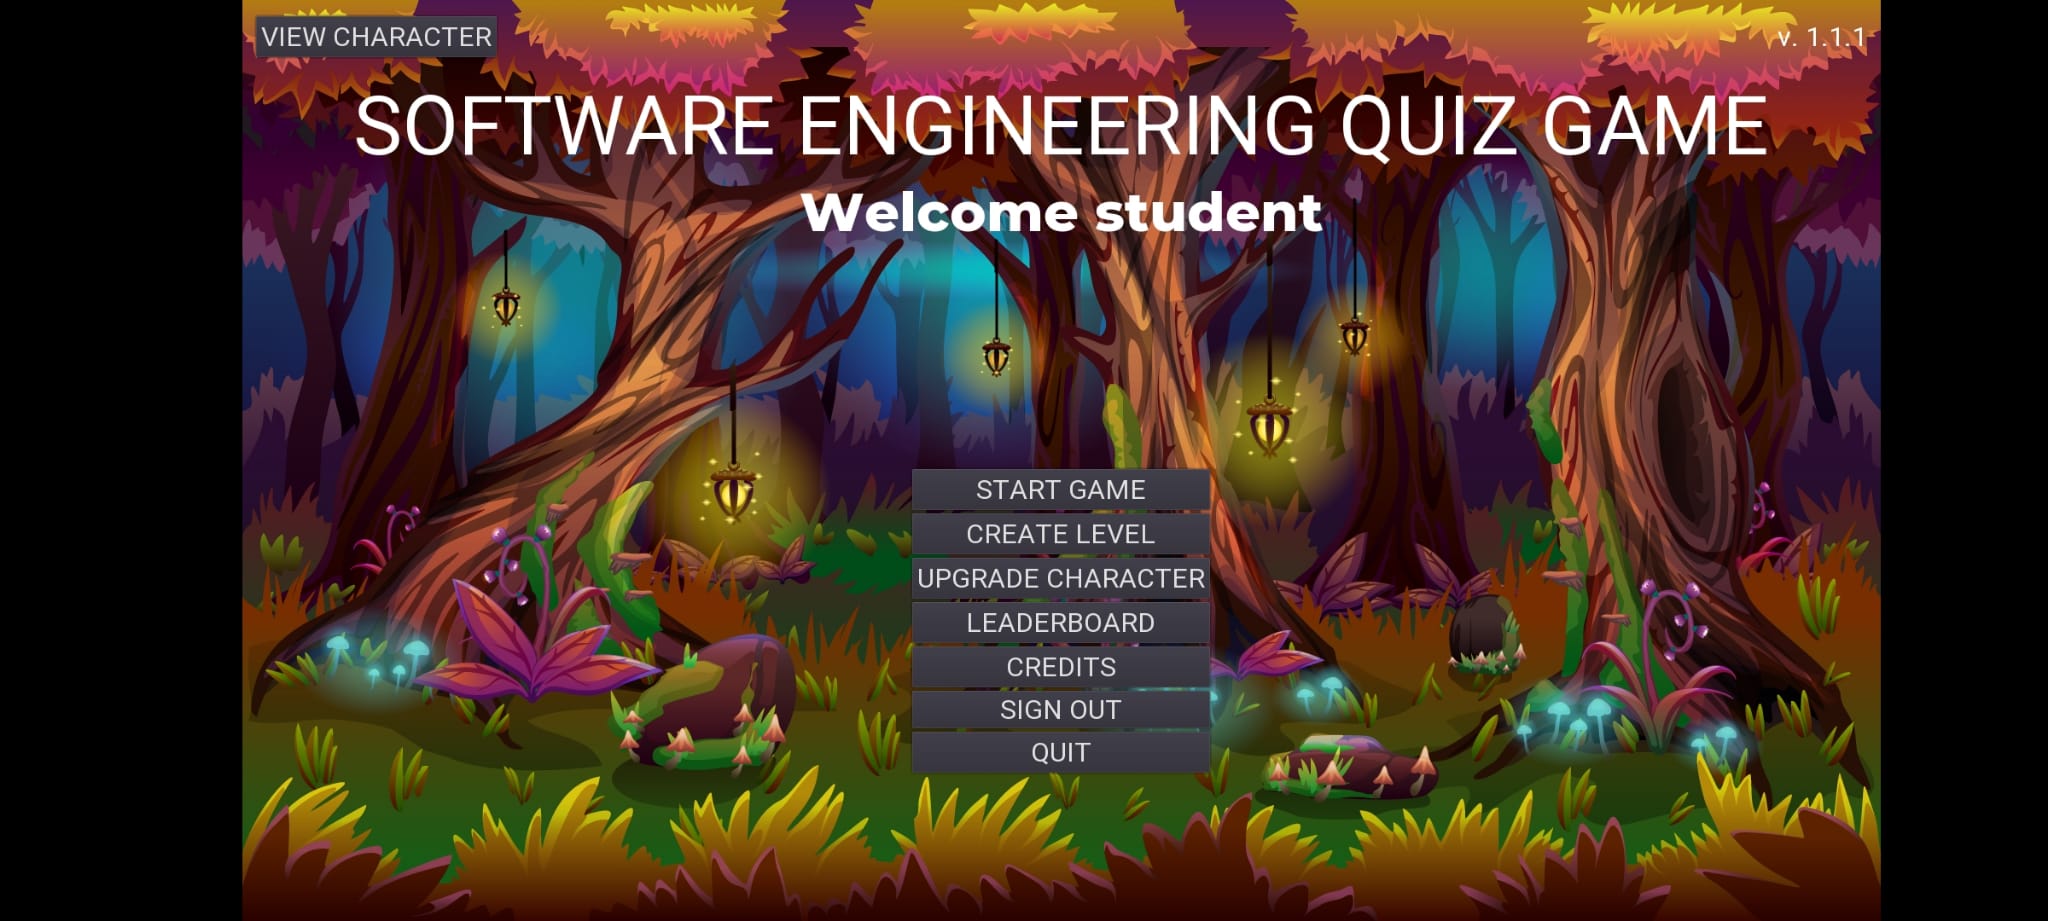 VIEW CHARACTER
v. 1.1.1
SOFTWARE ENGINEERING QUIZ GAME
Welcome student
START GAME
CREATE LEVEL
UPGRADE CHARACTER
LEADERBOARD
CREDITS
SIGN OUT
QUIT